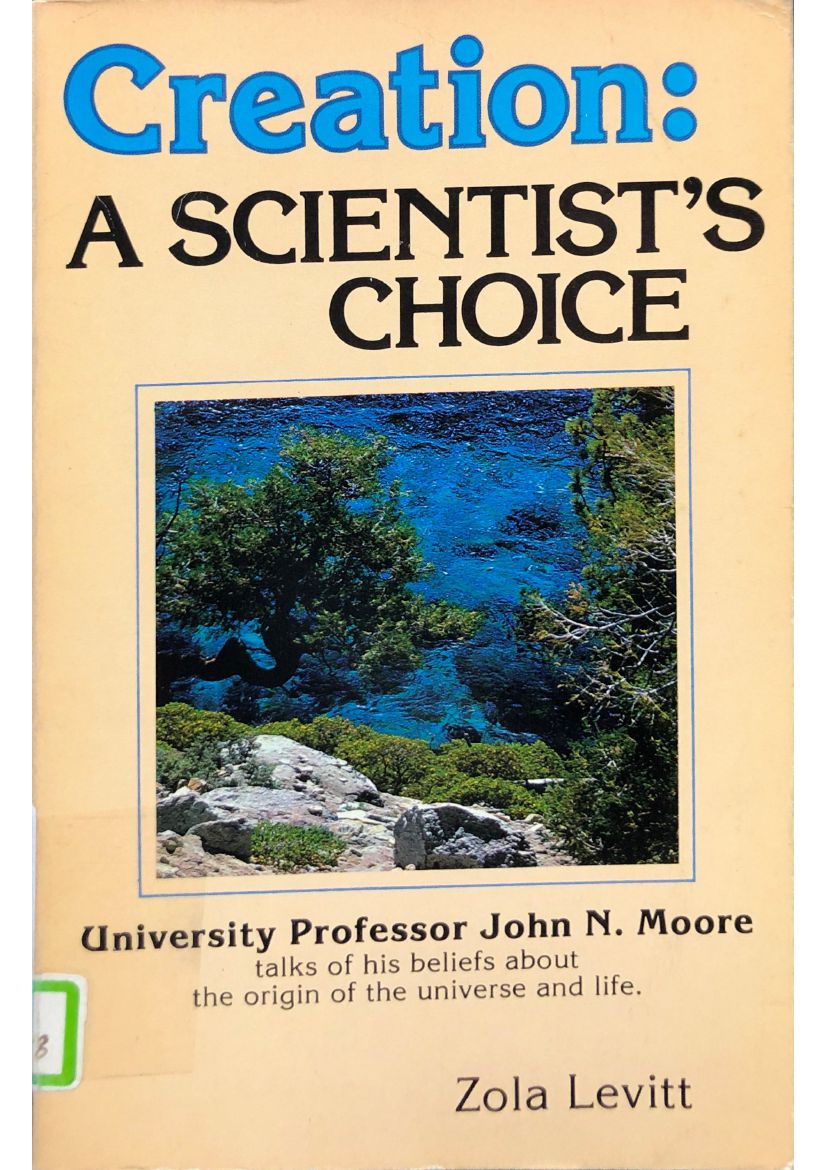 Creation:
A SCIENTIST'S
CHOICE
University Professor John N. Moore
talks of his beliefs about
the origin of the universe and life.
Zola Levitt